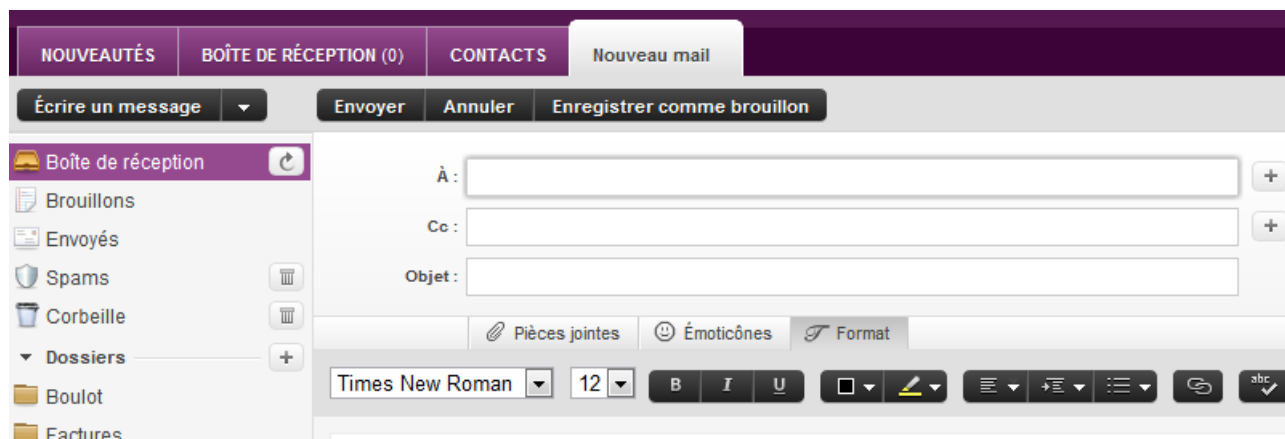 NOUVEAUTÉS BOÎTE DE RÉCEPTION (0) CONTACTS Nouveau mail
Écrire un message Envoyer Annuler Enregistrer comme brouillon
Boîte de réception
À :
Brouillons
Cc :
Envoyés
Spams
Objet :
Corbeille
Pièces jointes Émoticônes Format
Dossiers
Times New Roman 12 B I U abc
Boulot
Factures